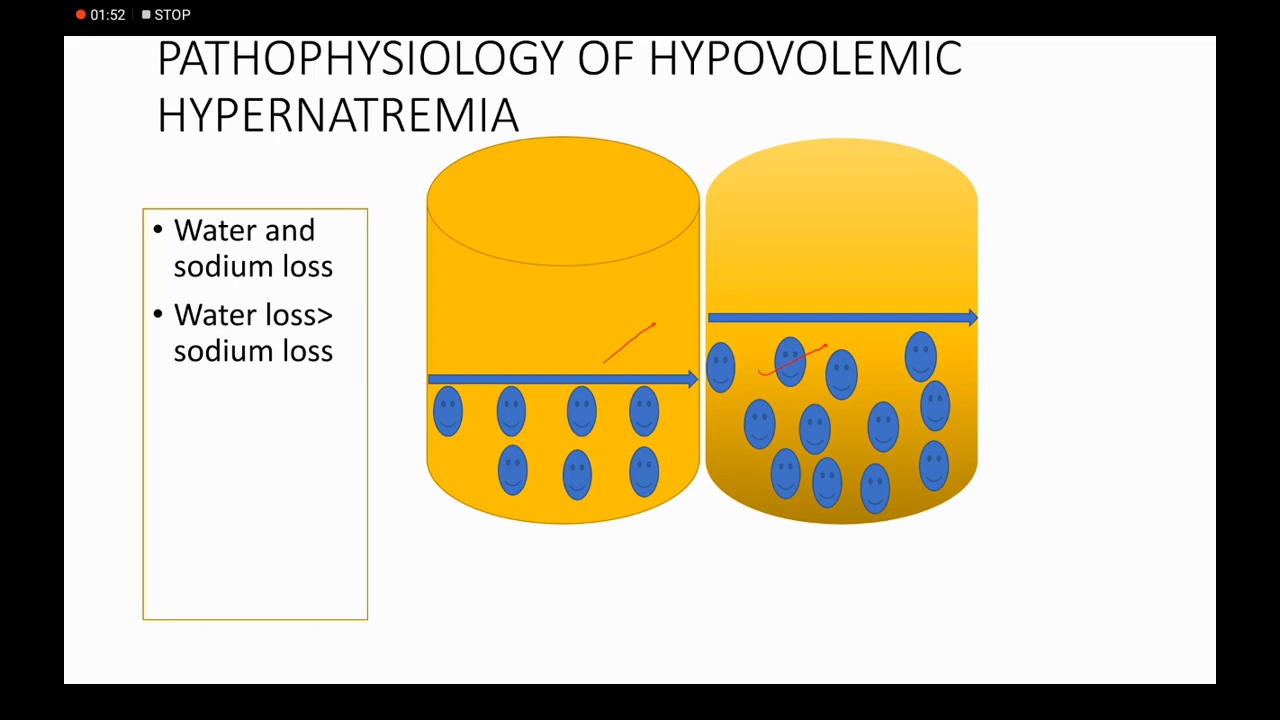 01:52 STOP
PATHOPHYSIOLOGY OF HYPOVOLEMIC
HYPERNATREMIA
• Water and
sodium loss
• Water loss>
sodium loss